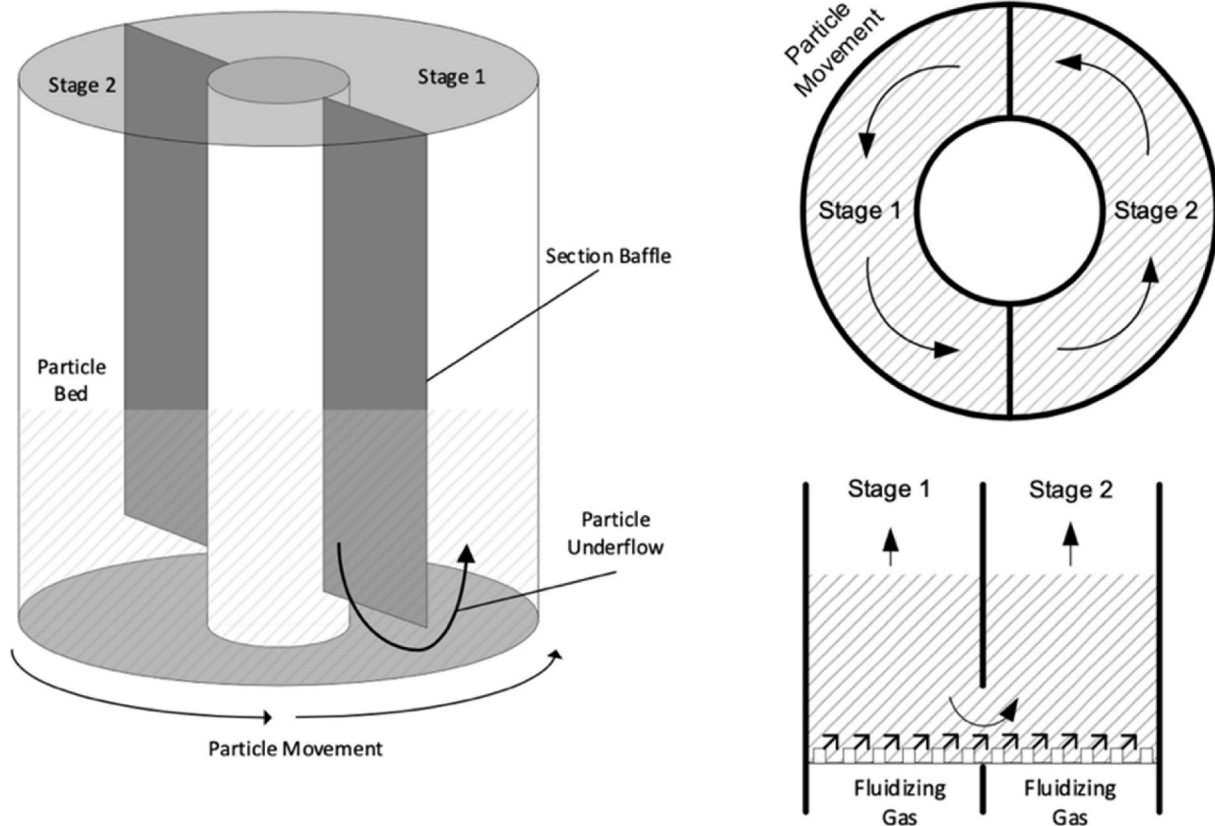 Stage 2
Stage 1
Section Baffle
Particle
Bed
Particle
Underflow
Particle Movement
Particle
Movement
Stage 1
Stage 2
Stage 1
Stage 2
Fluidizing
Gas
Fluidizing
Gas